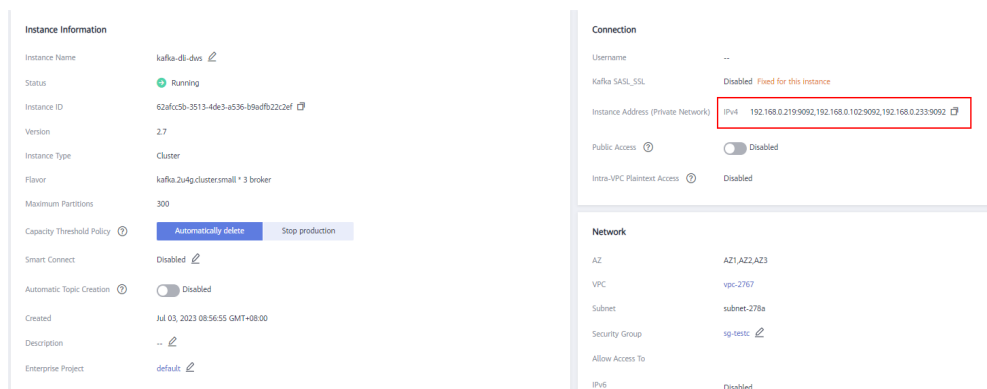 Instance Information
Instance Name kafka-dli-dws
Status Running
Instance ID 62afcc5b-3513-4de3-a536-b9adfb22c2ef
Version 2.7
Instance Type Cluster
Flavor kafka.2u4g.cluster.small * 3 broker
Maximum Partitions 300
Capacity Threshold Policy Automatically delete Stop production
Smart Connect Disabled
Automatic Topic Creation Disabled
Created Jul 03, 2023 08:56:55 GMT+08:00
Description --
Enterprise Project default
Connection
Username --
Kafka SASL_SSL Disabled Fixed for this instance
Instance Address (Private Network) IPv4 192.168.0.219:9092,192.168.0.102:9092,192.168.0.233:9092
Public Access Disabled
Intra-VPC Plaintext Access Disabled
Network
AZ AZ1,AZ2,AZ3
VPC vpc-2767
Subnet subnet-278a
Security Group sg-testc
Allow Access To
IPv6 Disabled